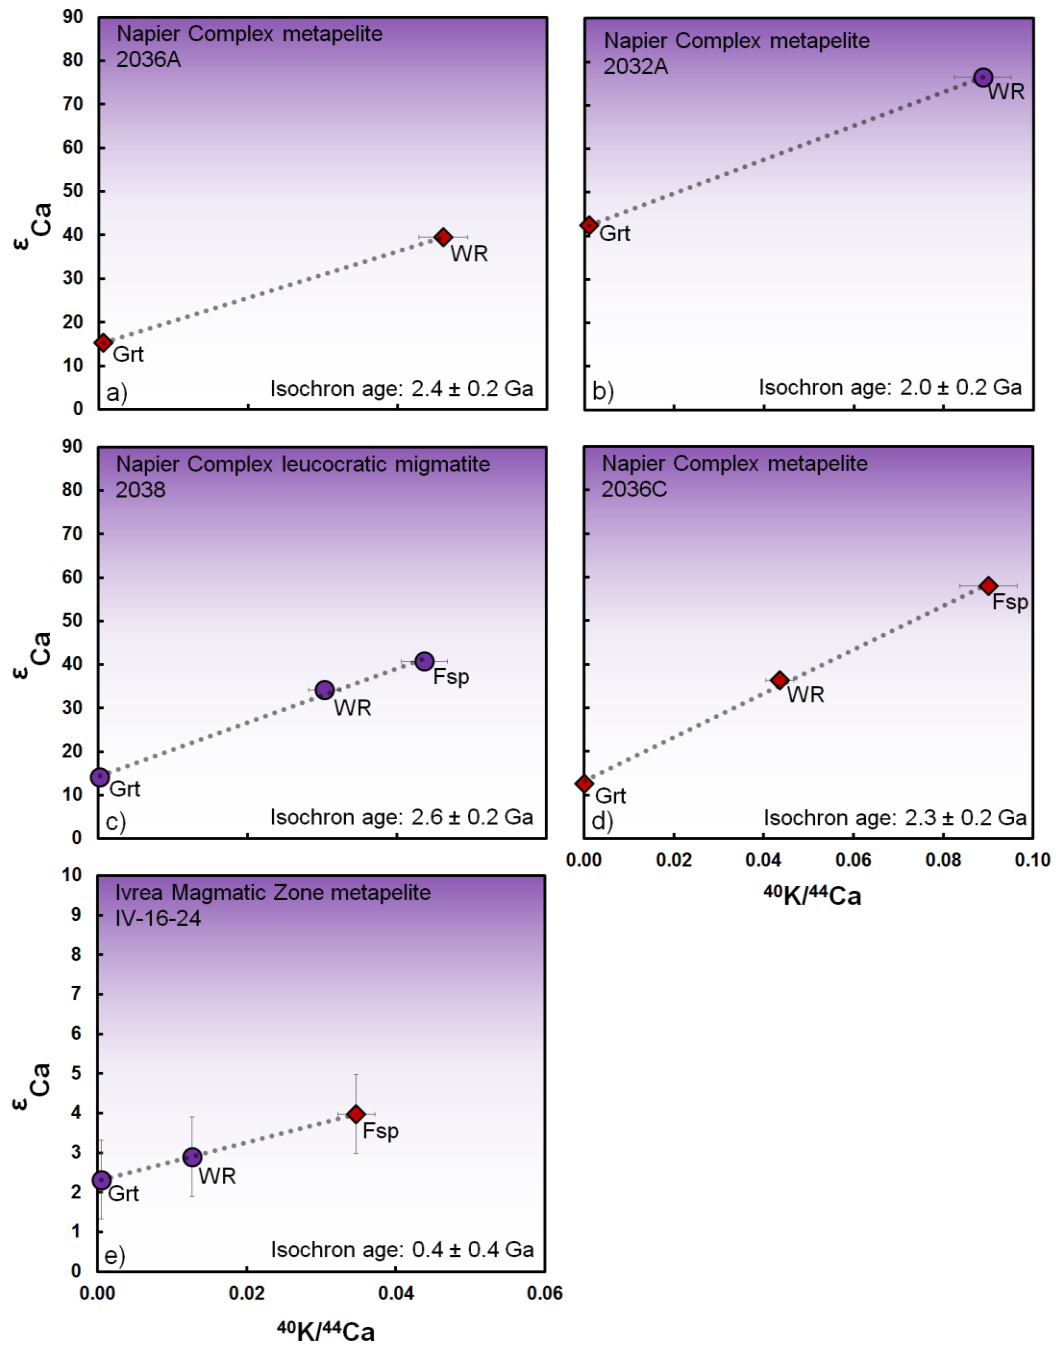 Napier Complex metapelite
2036A
90
80
70
60
50
40
30
20
10
0
εCa
WR
Grt
a)
Isochron age: 2.4 ± 0.2 Ga
Napier Complex metapelite
2032A
WR
Grt
b)
Isochron age: 2.0 ± 0.2 Ga
Napier Complex leucocratic migmatite
2038
90
80
70
60
50
40
30
20
10
0
εCa
Fsp
WR
Grt
c)
Isochron age: 2.6 ± 0.2 Ga
Napier Complex metapelite
2036C
Fsp
WR
Grt
d)
Isochron age: 2.3 ± 0.2 Ga
0.00 0.02 0.04 0.06 0.08 0.10
⁴⁰K/⁴⁴Ca
Ivrea Magmatic Zone metapelite
IV-16-24
10
9
8
7
6
5
4
3
2
1
0
εCa
Fsp
WR
Grt
e)
Isochron age: 0.4 ± 0.4 Ga
0.00 0.02 0.04 0.06
⁴⁰K/⁴⁴Ca